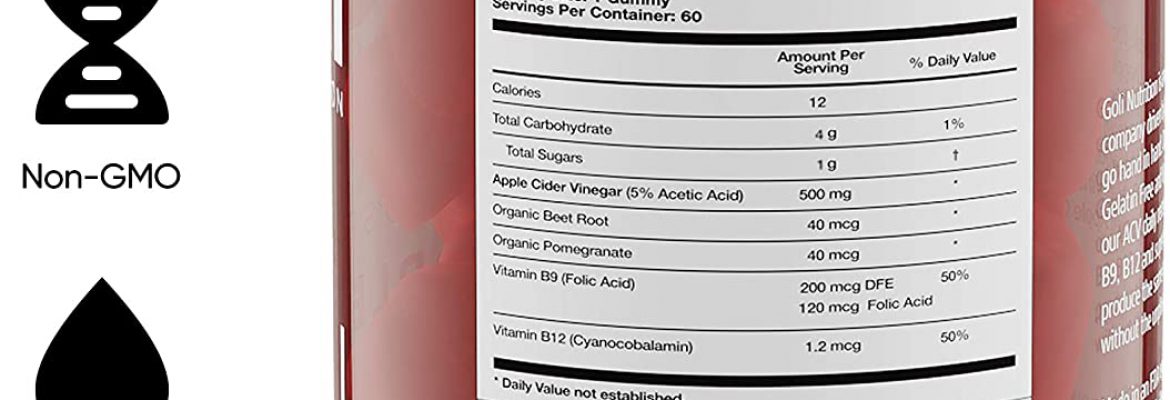 Gummy
Servings Per Container: 60
Amount Per
Serving
% Daily Value
Calories 12
Total Carbohydrate 4 g 1%
Total Sugars 1 g †
Apple Cider Vinegar (5% Acetic Acid) 500 mg *
Organic Beet Root 40 mcg *
Organic Pomegranate 40 mcg *
Vitamin B9 (Folic Acid) 200 mcg DFE 50%
120 mcg Folic Acid
Vitamin B12 (Cyanocobalamin) 1.2 mcg 50%
* Daily Value not established.
Non-GMO
Goli Nutrition
company
go hand in
Gelatin Free
our ACV daily
B9, B12 and
produce the
without the